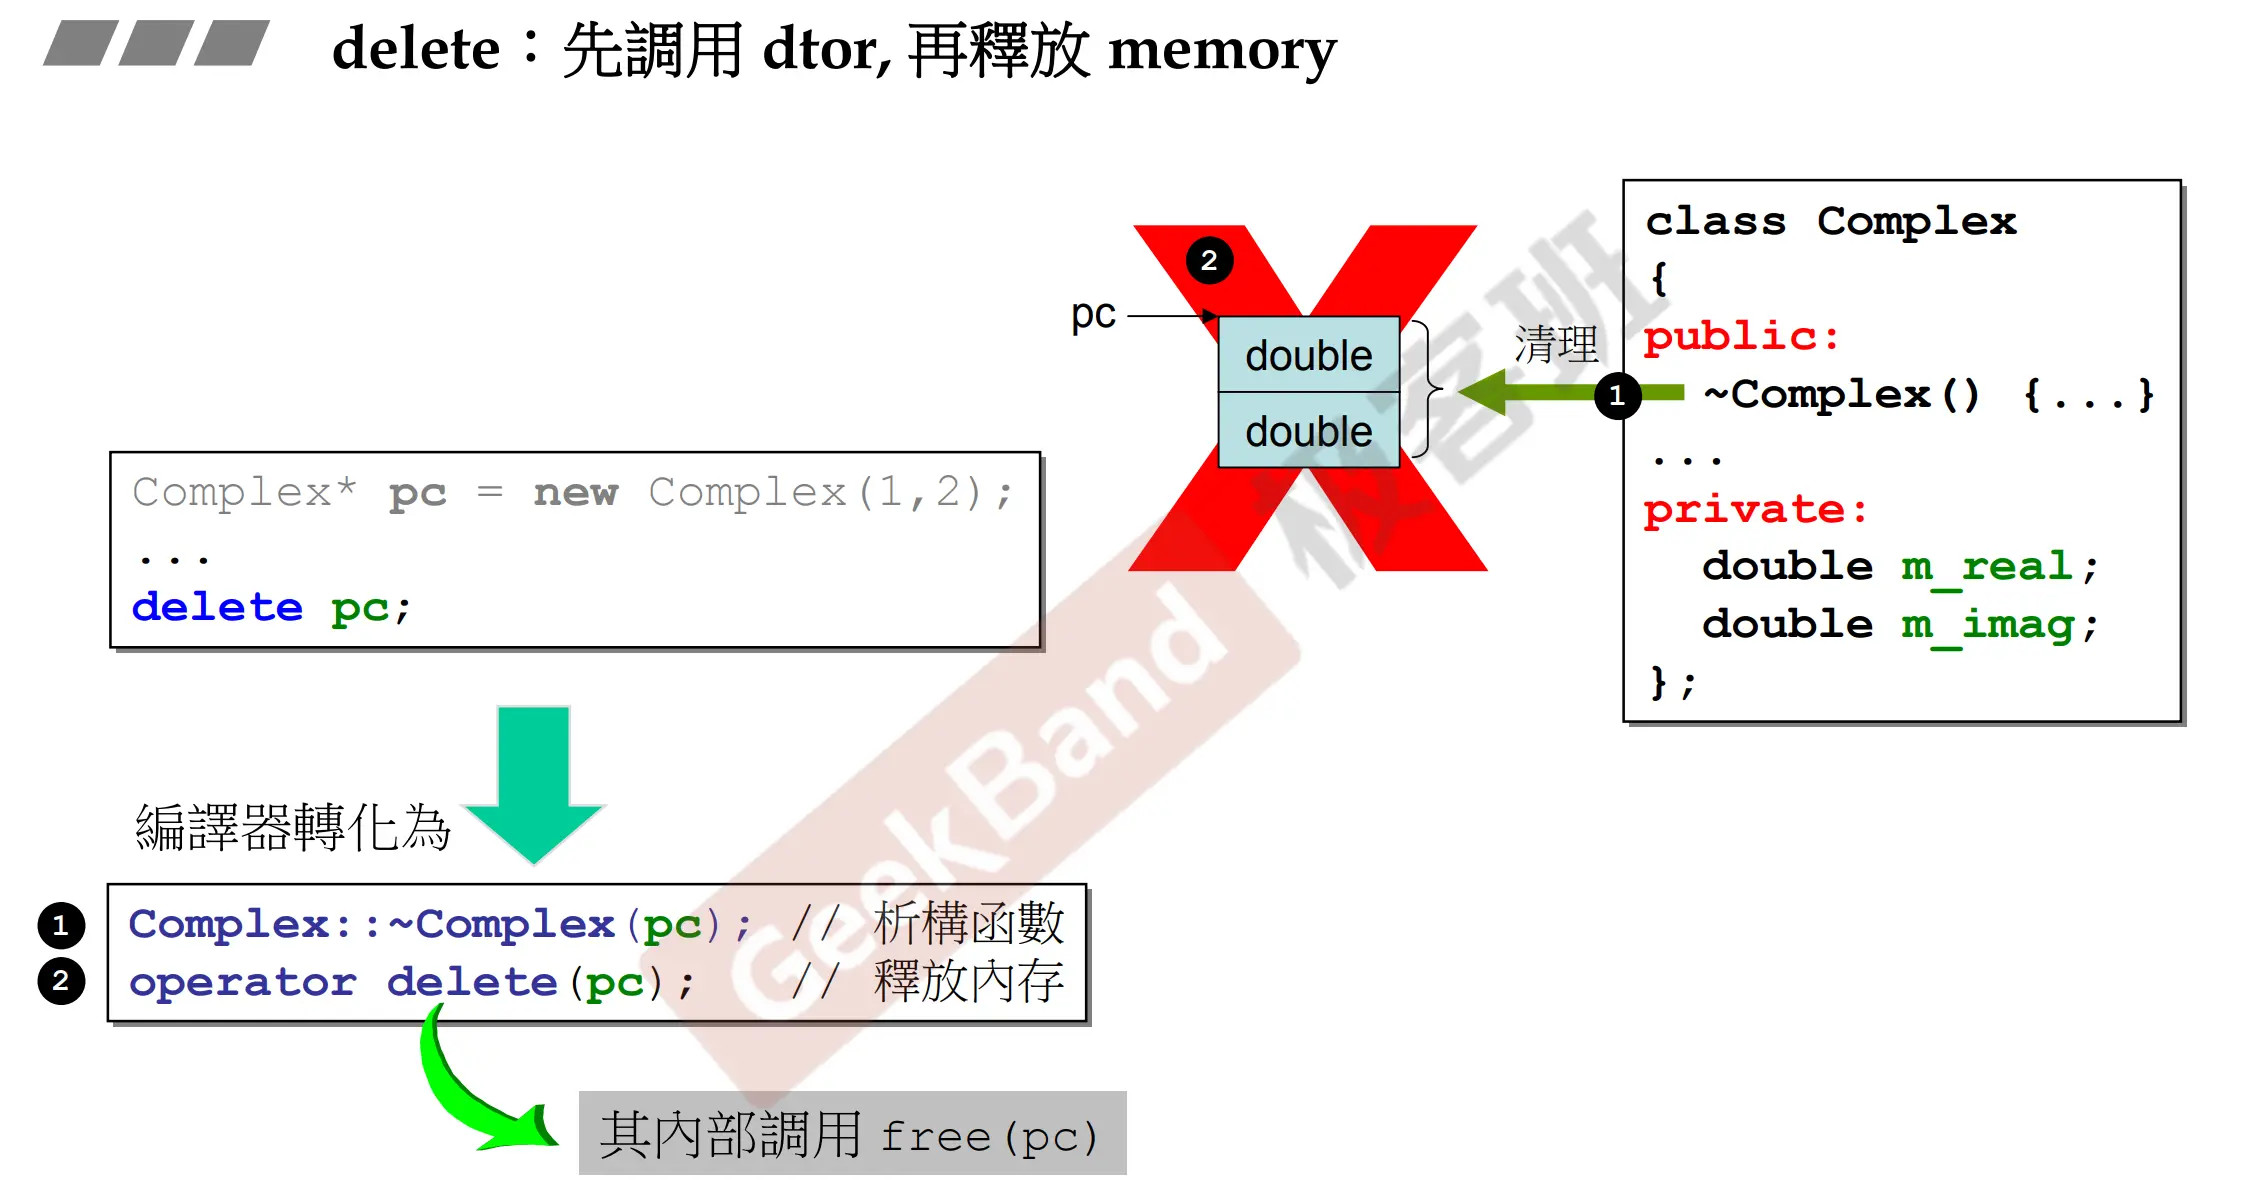 delete：先調用 dtor, 再釋放 memory
Complex* pc = new Complex(1,2);
...
delete pc;
編譯器轉化為
1 Complex::~Complex(pc); // 析構函數
2 operator delete(pc); // 釋放內存
其內部調用 free(pc)
2
pc
double
double
清理
1
class Complex
{
public:
~Complex() {...}
...
private:
double m_real;
double m_imag;
};
GeekBand 极客班